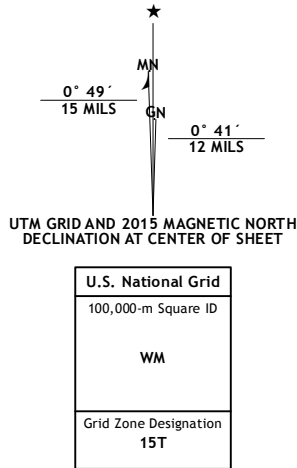 ★
MN
0° 49´
15 MILS
GN
0° 41´
12 MILS
UTM GRID AND 2015 MAGNETIC NORTH
DECLINATION AT CENTER OF SHEET
U.S. National Grid
100,000-m Square ID
WM
Grid Zone Designation
15T